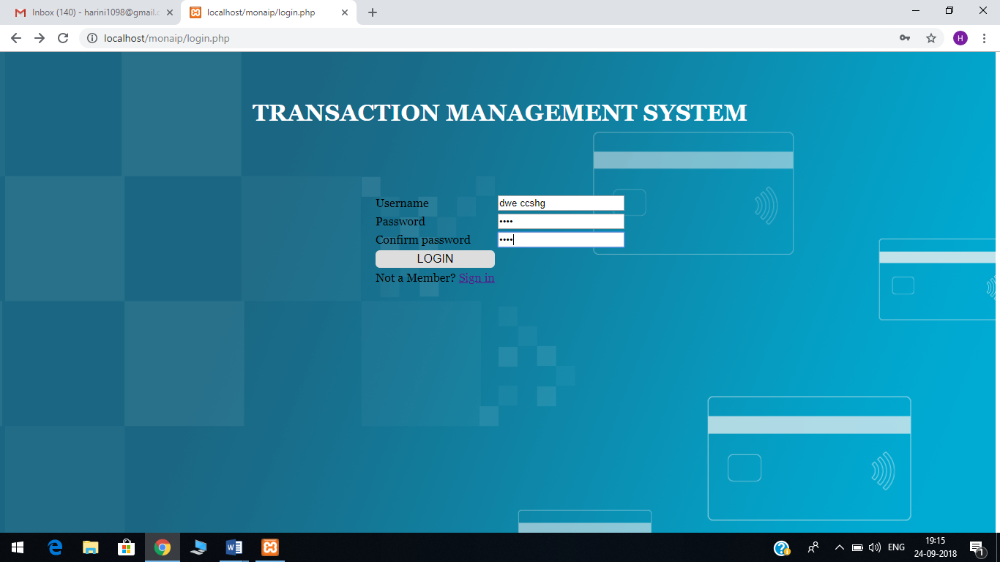 Inbox (140) - harini1098@gmail.c
localhost/monaip/login.php
localhost/monaip/login.php
H
TRANSACTION MANAGEMENT SYSTEM
Username dwe ccshg
Password ••••
Confirm password ••••
LOGIN
Not a Member? Sign in
ENG
19:15
24-09-2018
1